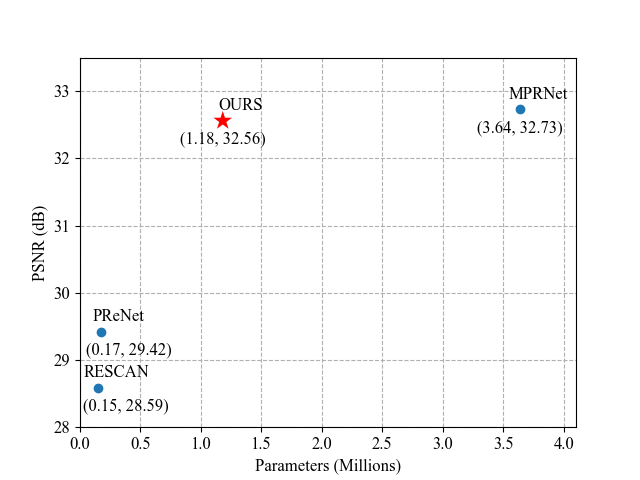 33
32
31
30
29
28
PSNR (dB)
OURS
(1.18, 32.56)
MPRNet
(3.64, 32.73)
PReNet
(0.17, 29.42)
RESCAN
(0.15, 28.59)
0.0 0.5 1.0 1.5 2.0 2.5 3.0 3.5 4.0
Parameters (Millions)